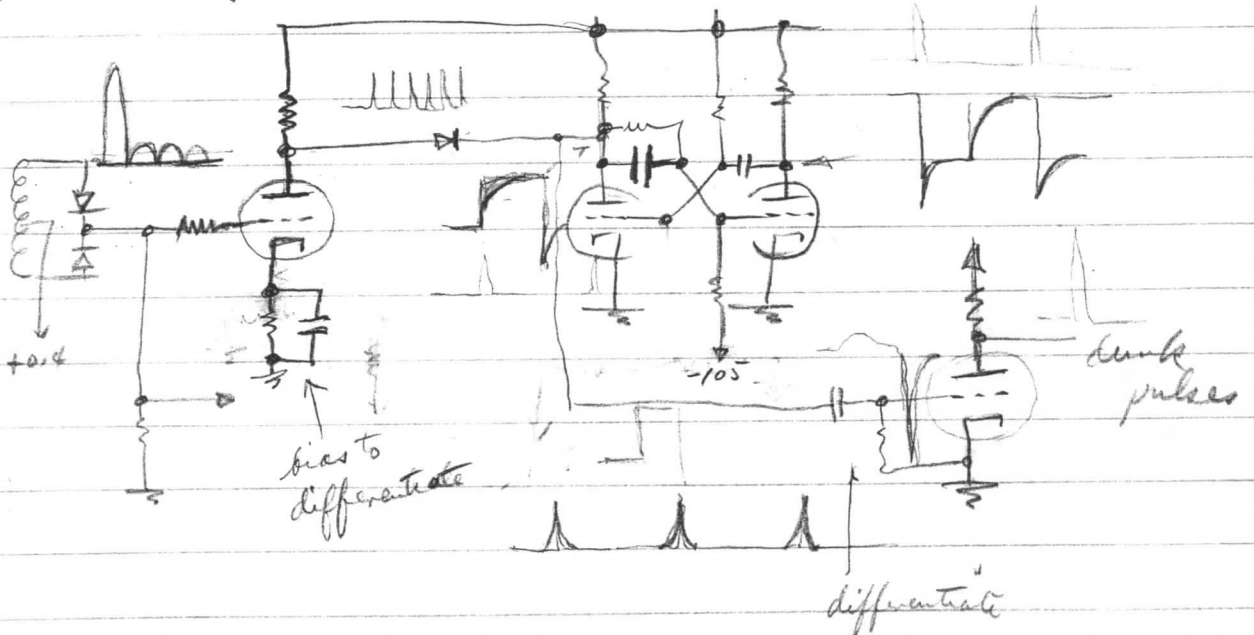 +0.4
bias to
differentiate
-105
pulses
differentiate